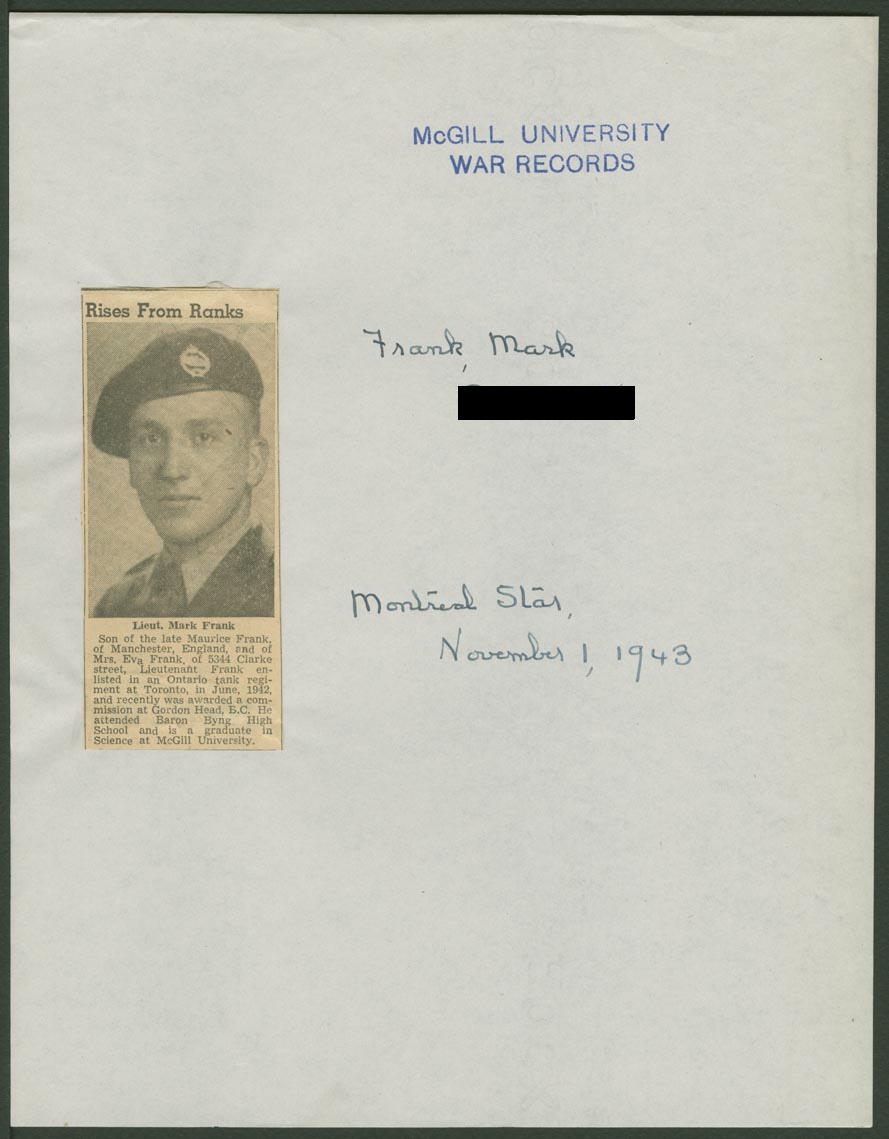 McGILL UNIVERSITY
WAR RECORDS
Rises From Ranks
Frank, Mark
Montreal Star,
November 1, 1943
Lieut. Mark Frank
Son of the late Maurice Frank,
of Manchester, England, and of
Mrs. Eva Frank, of 5344 Clarke
street, Lieutenant Frank en-
listed in an Ontario tank regi-
ment at Toronto, in June, 1942,
and recently was awarded a com-
mission at Gordon Head, B.C. He
attended Baron Byng High
School and is a graduate in
Science at McGill University.